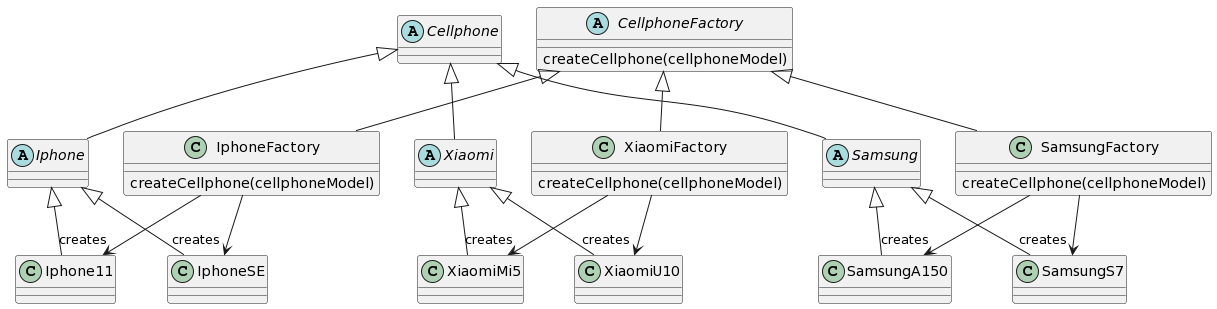 A Cellphone
A CellphoneFactory
createCellphone(cellphoneModel)
A Iphone
C IphoneFactory
createCellphone(cellphoneModel)
A Xiaomi
C XiaomiFactory
createCellphone(cellphoneModel)
A Samsung
C SamsungFactory
createCellphone(cellphoneModel)
creates
creates
creates
creates
creates
creates
C Iphone11
C IphoneSE
C XiaomiMi5
C XiaomiU10
C SamsungA150
C SamsungS7